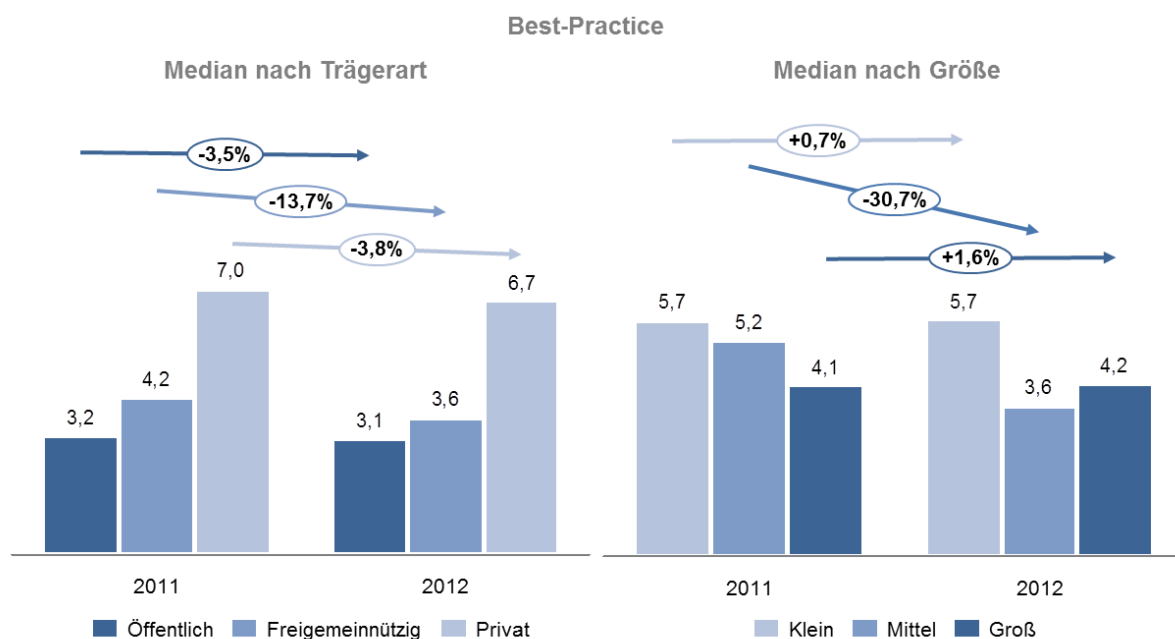 Best-Practice
Median nach Trägerart
-3,5%
-13,7%
-3,8%
7,0
6,7
4,2
3,2
3,6
3,1
2011
2012
Öffentlich
Freigemeinnützig
Privat
Median nach Größe
+0,7%
-30,7%
+1,6%
5,7
5,2
4,1
5,7
3,6
4,2
2011
2012
Klein
Mittel
Groß